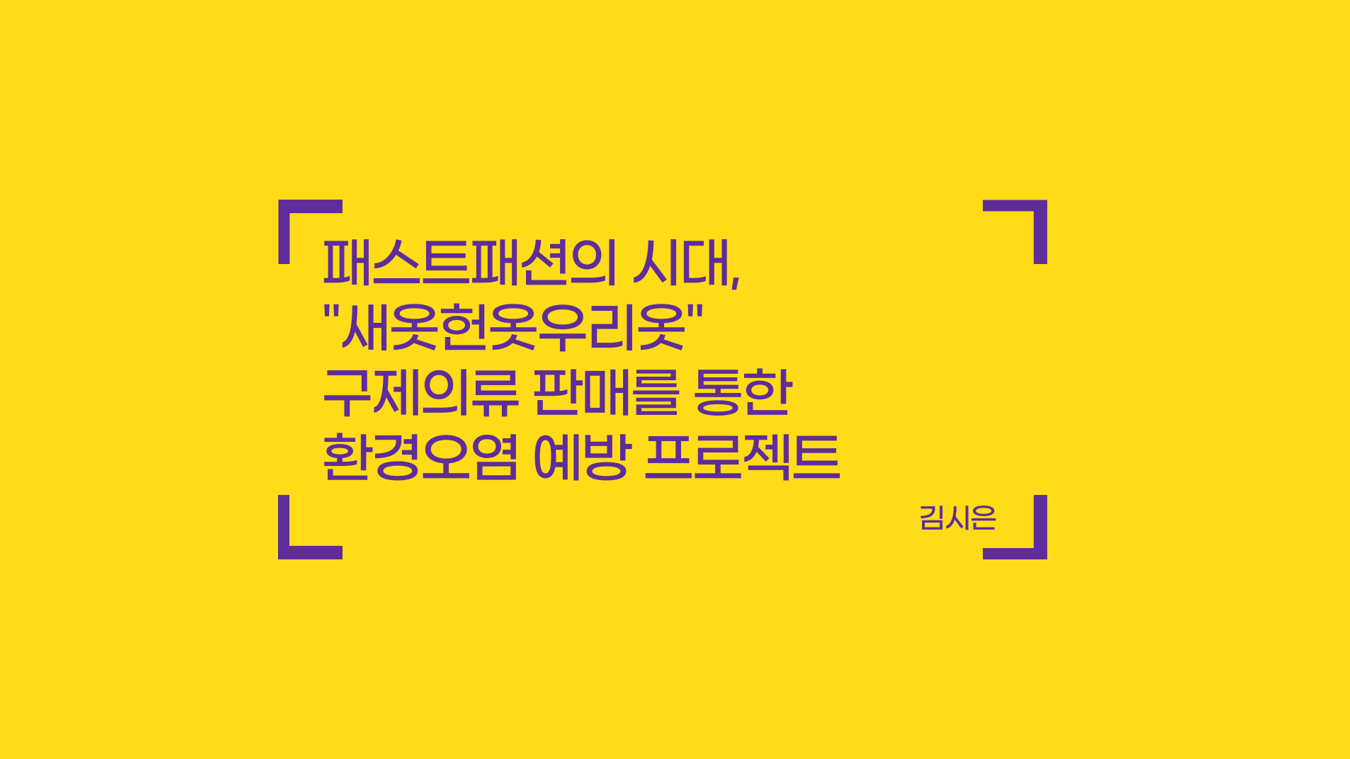 패스트패션의 시대,
"새옷헌옷우리옷"
구제의류 판매를 통한
환경오염 예방 프로젝트
김시은